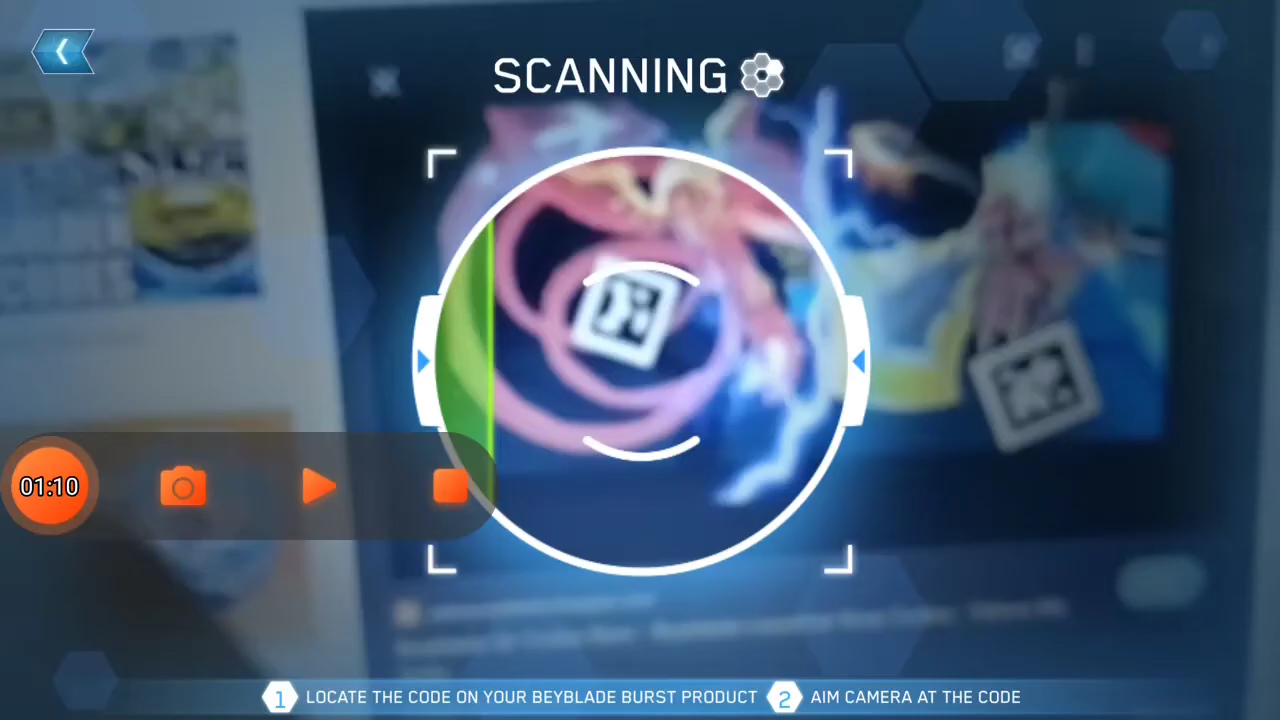 SCANNING
01:10
1 LOCATE THE CODE ON YOUR BEYBLADE BURST PRODUCT 2 AIM CAMERA AT THE CODE